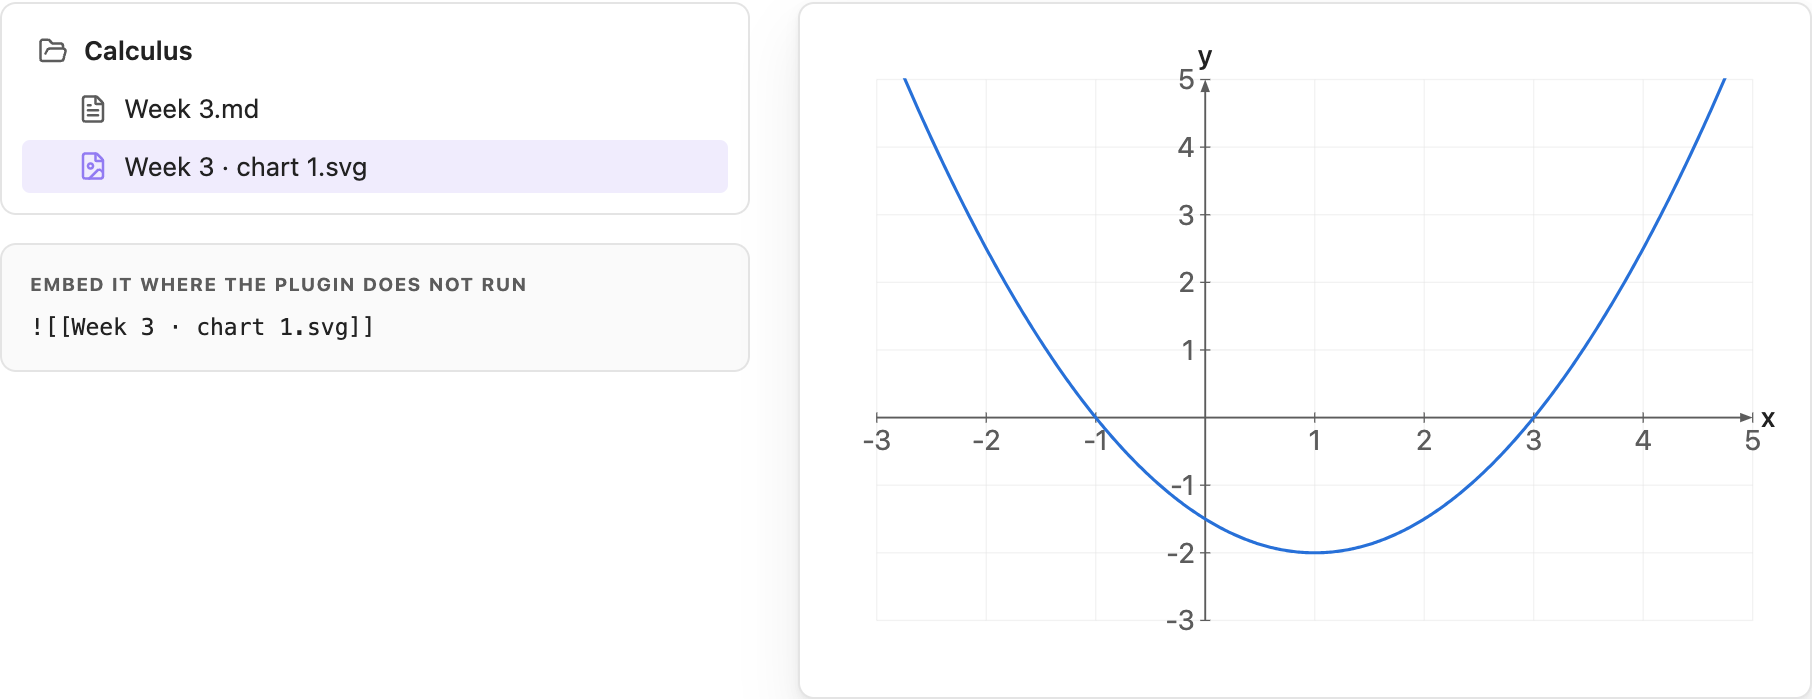 Calculus
Week 3.md
Week 3 · chart 1.svg
EMBED IT WHERE THE PLUGIN DOES NOT RUN
![[Week 3 · chart 1.svg]]
y
5
4
3
2
1
x
-3 -2 -1 1 2 3 4 5
-1
-2
-3